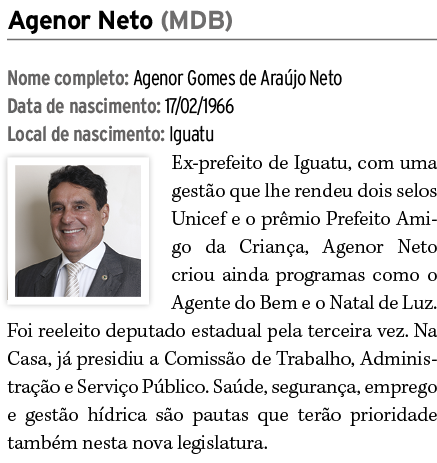 Agenor Neto (MDB)
Nome completo: Agenor Gomes de Araújo Neto
Data de nascimento: 17/02/1966
Local de nascimento: Iguatu
Ex-prefeito de Iguatu, com uma
gestão que lhe rendeu dois selos
Unicef e o prêmio Prefeito Ami-
go da Criança, Agenor Neto
criou ainda programas como o
Agente do Bem e o Natal de Luz.
Foi reeleito deputado estadual pela terceira vez. Na
Casa, já presidiu a Comissão de Trabalho, Adminis-
tração e Serviço Público. Saúde, segurança, emprego
e gestão hídrica são pautas que terão prioridade
também nesta nova legislatura.